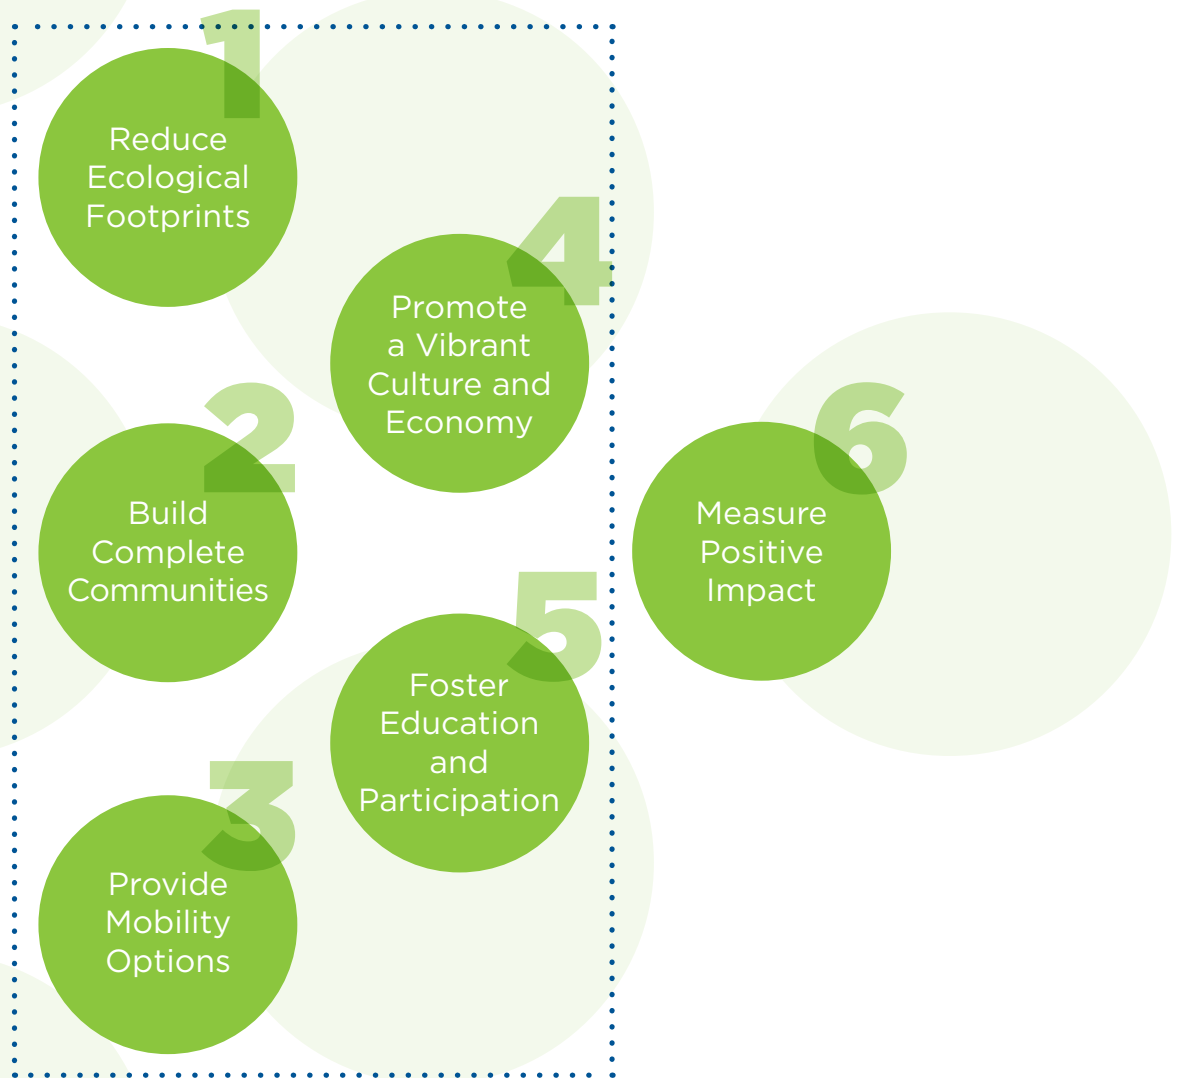 1
Reduce
Ecological
Footprints
2
Build
Complete
Communities
3
Provide
Mobility
Options
4
Promote
a Vibrant
Culture and
Economy
5
Foster
Education
and
Participation
6
Measure
Positive
Impact